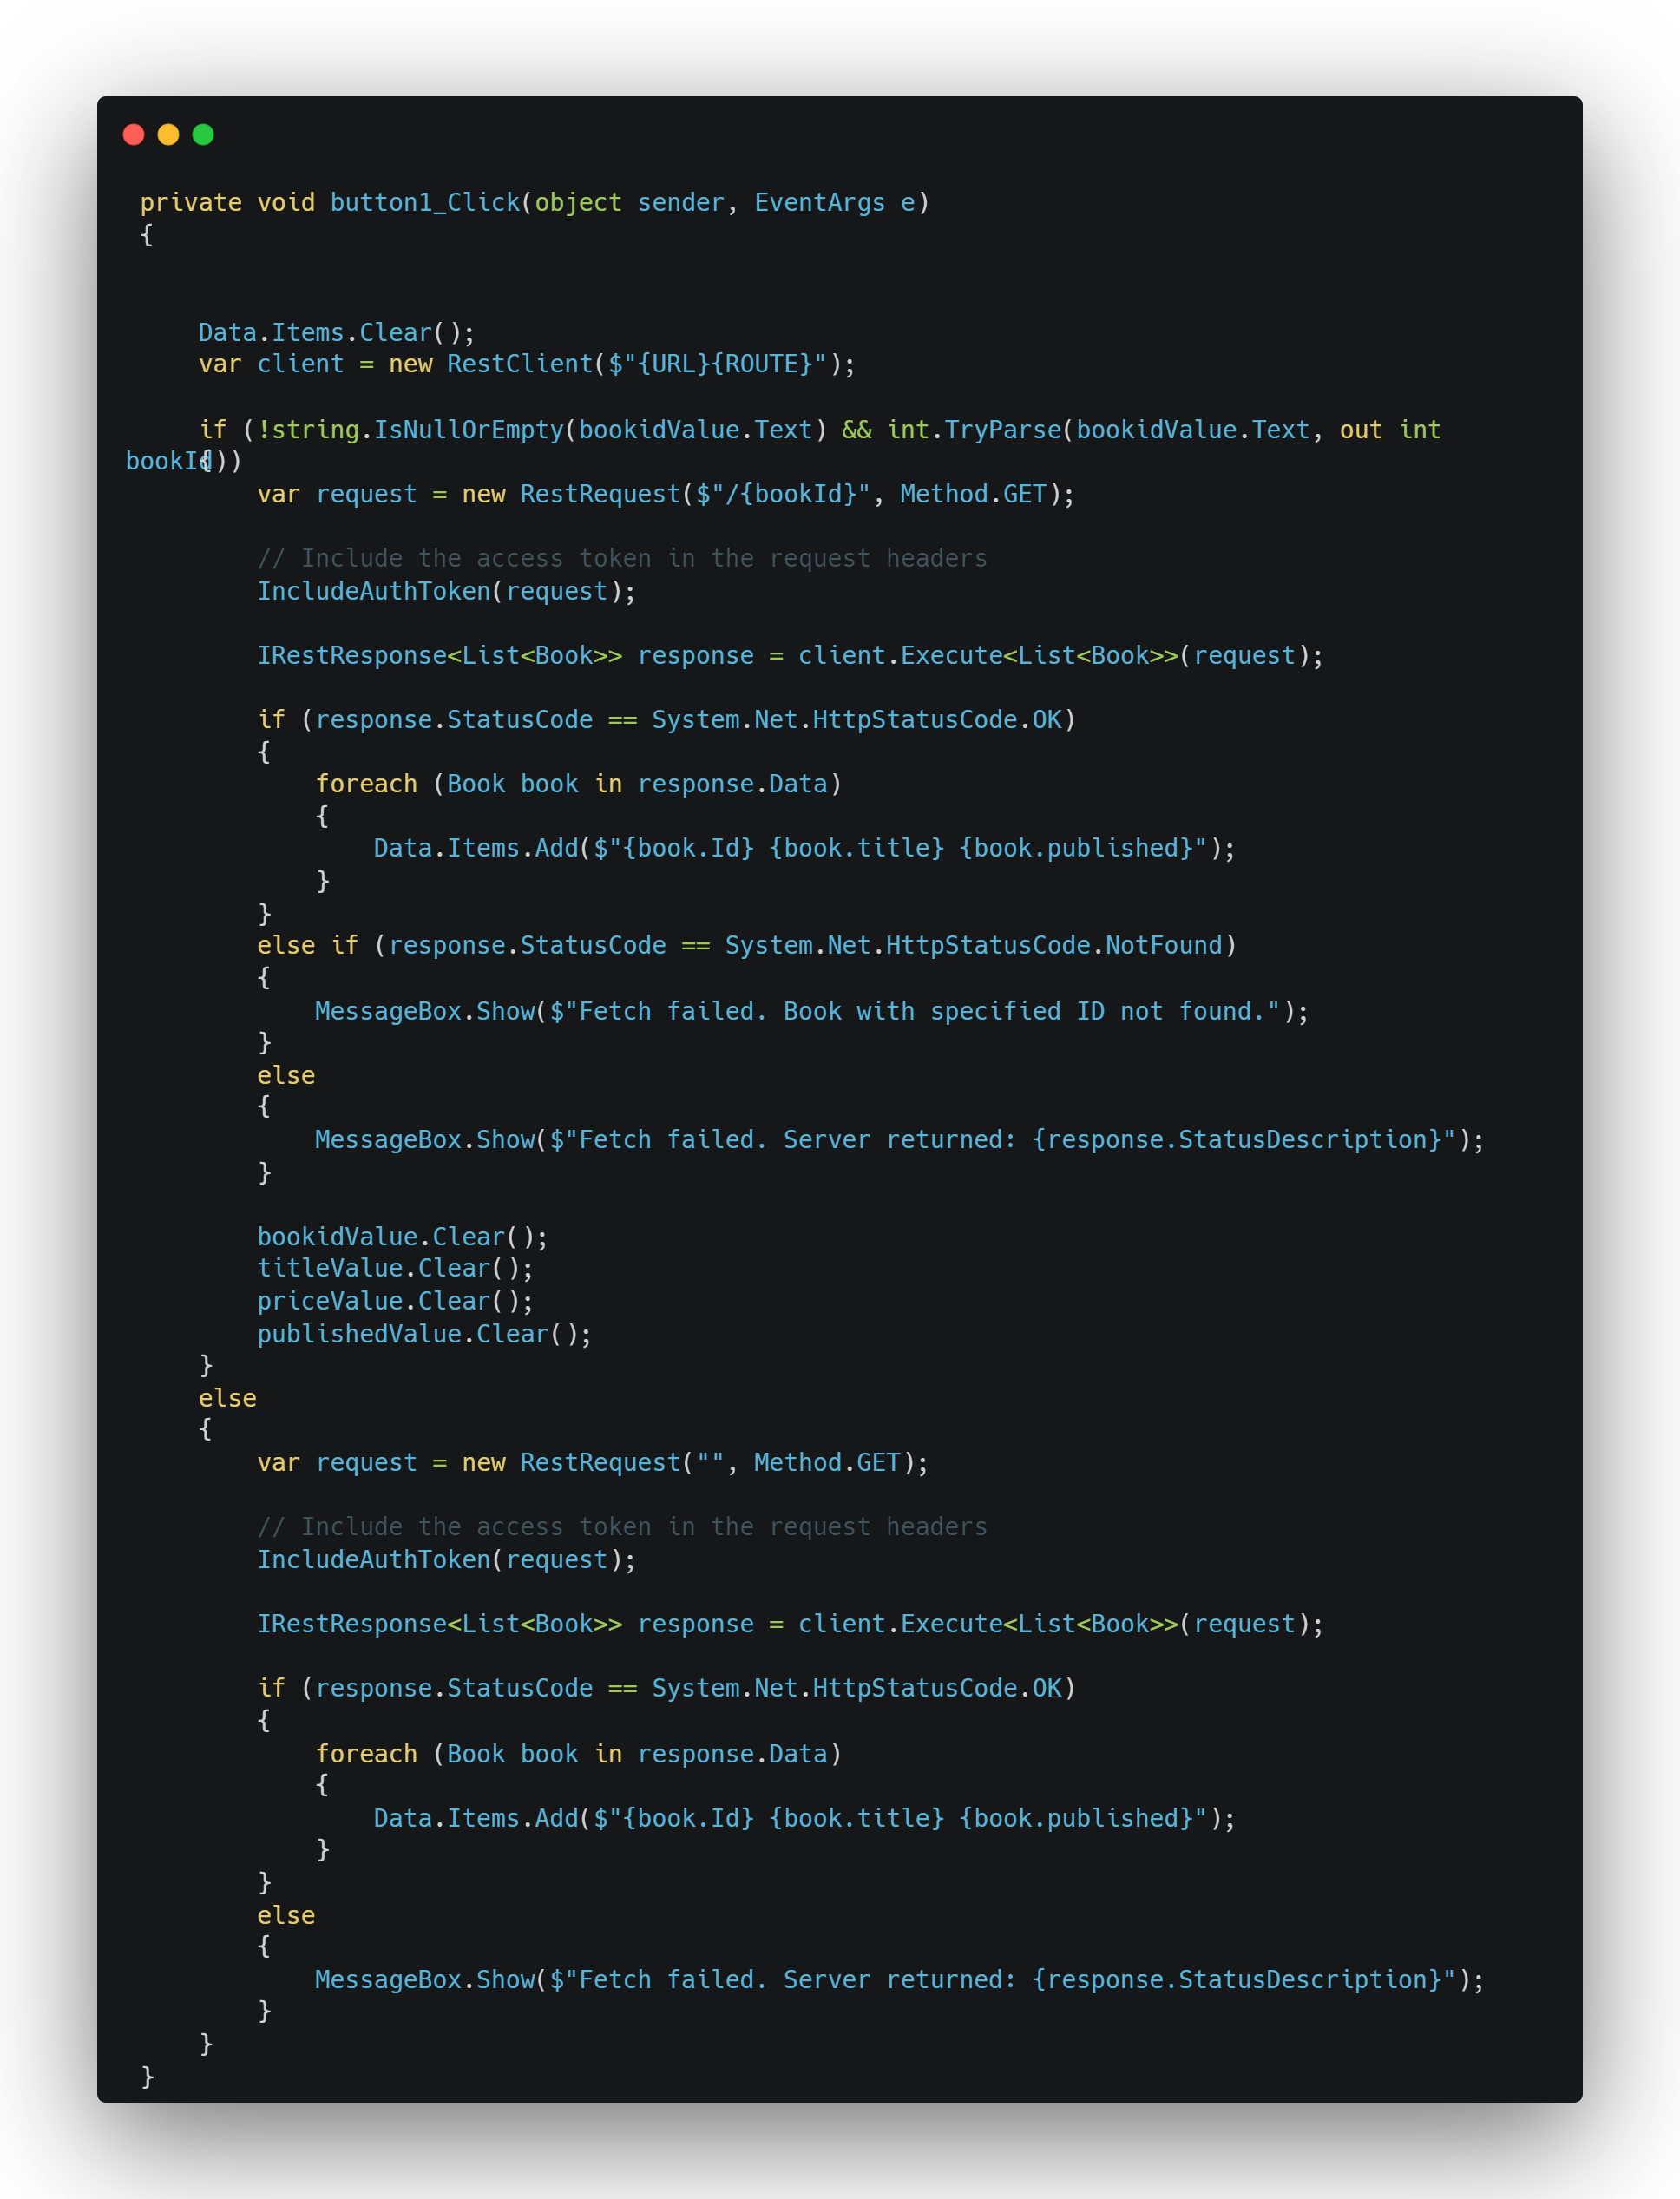 private void button1_Click(object sender, EventArgs e)
{
Data.Items.Clear();
var client = new RestClient($"{URL}{ROUTE}");
if (!string.IsNullOrEmpty(bookidValue.Text) && int.TryParse(bookidValue.Text, out int
bookId))
{
var request = new RestRequest($"/{bookId}", Method.GET);
// Include the access token in the request headers
IncludeAuthToken(request);
IRestResponse<List<Book>> response = client.Execute<List<Book>>(request);
if (response.StatusCode == System.Net.HttpStatusCode.OK)
{
foreach (Book book in response.Data)
{
Data.Items.Add($"{book.Id} {book.title} {book.published}");
}
}
else if (response.StatusCode == System.Net.HttpStatusCode.NotFound)
{
MessageBox.Show($"Fetch failed. Book with specified ID not found.");
}
else
{
MessageBox.Show($"Fetch failed. Server returned: {response.StatusDescription}");
}
bookidValue.Clear();
titleValue.Clear();
priceValue.Clear();
publishedValue.Clear();
}
else
{
var request = new RestRequest("", Method.GET);
// Include the access token in the request headers
IncludeAuthToken(request);
IRestResponse<List<Book>> response = client.Execute<List<Book>>(request);
if (response.StatusCode == System.Net.HttpStatusCode.OK)
{
foreach (Book book in response.Data)
{
Data.Items.Add($"{book.Id} {book.title} {book.published}");
}
}
else
{
MessageBox.Show($"Fetch failed. Server returned: {response.StatusDescription}");
}
}
}